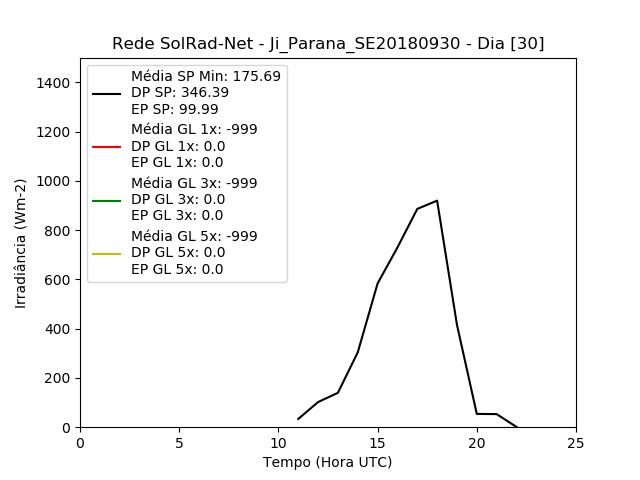 Rede SolRad-Net - Ji_Parana_SE20180930 - Dia [30]
Média SP Min: 175.69
DP SP: 346.39
EP SP: 99.99
Média GL 1x: -999
DP GL 1x: 0.0
EP GL 1x: 0.0
Média GL 3x: -999
DP GL 3x: 0.0
EP GL 3x: 0.0
Média GL 5x: -999
DP GL 5x: 0.0
EP GL 5x: 0.0
Irradiância (Wm-2)
1400
1200
1000
800
600
400
200
0
0 5 10 15 20 25
Tempo (Hora UTC)